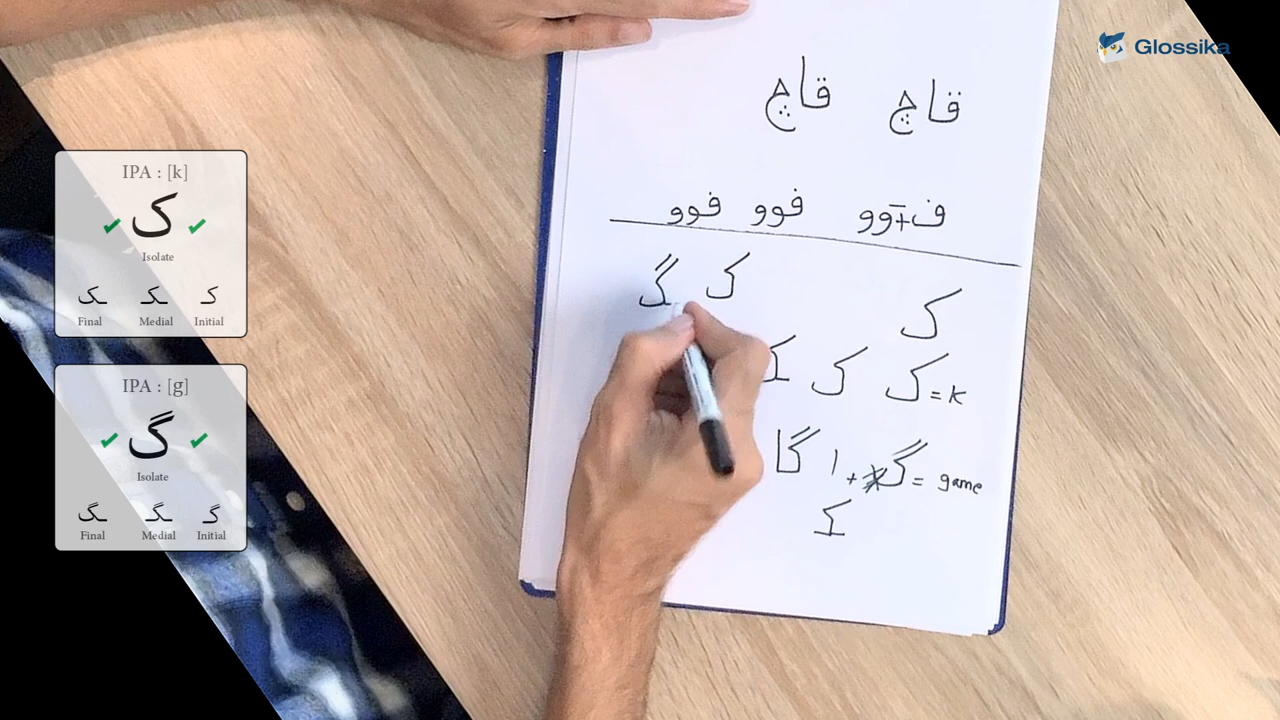 Glossika
IPA : [k]
ک
Isolate
ـک ـکـ کـ
Final Medial Initial
IPA : [g]
گ
Isolate
ـگ ـگـ گـ
Final Medial Initial
قاچ قاچ
ف+وو فوو فوو
ک ک گ
ک = k ک
گ = game + ا گا
ک